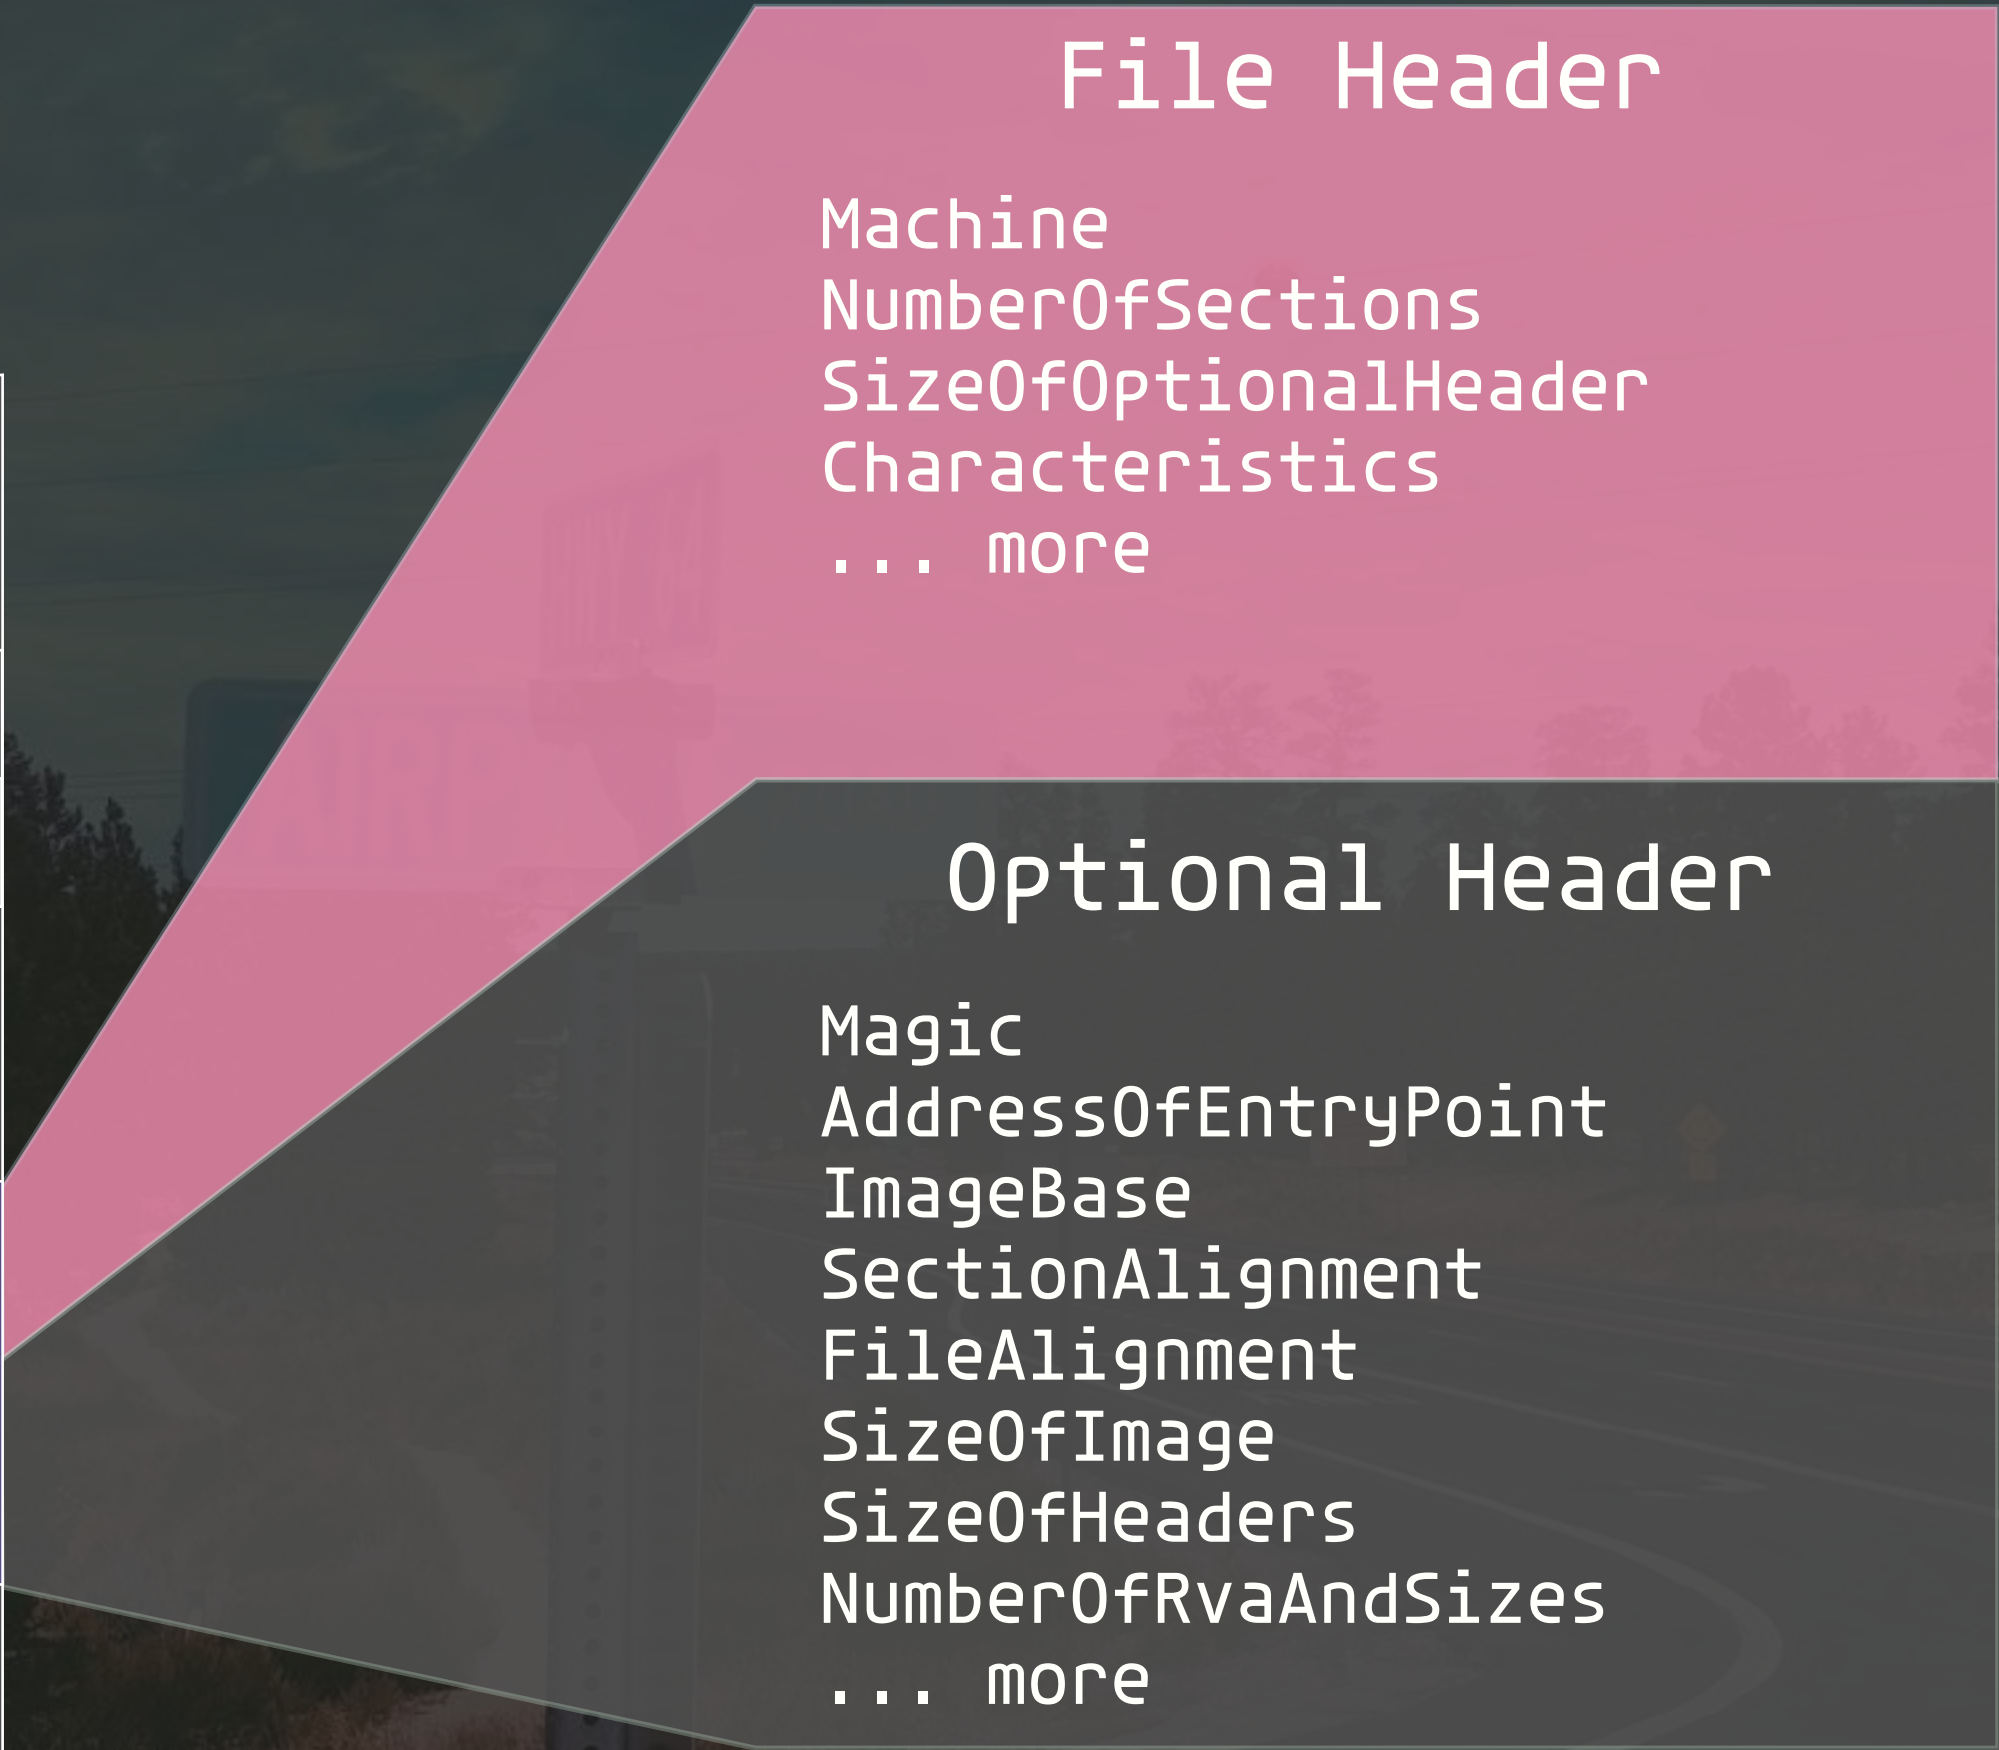 File Header
Machine
NumberOfSections
SizeOfOptionalHeader
Characteristics
... more
Optional Header
Magic
AddressOfEntryPoint
ImageBase
SectionAlignment
FileAlignment
SizeOfImage
SizeOfHeaders
NumberOfRvaAndSizes
... more